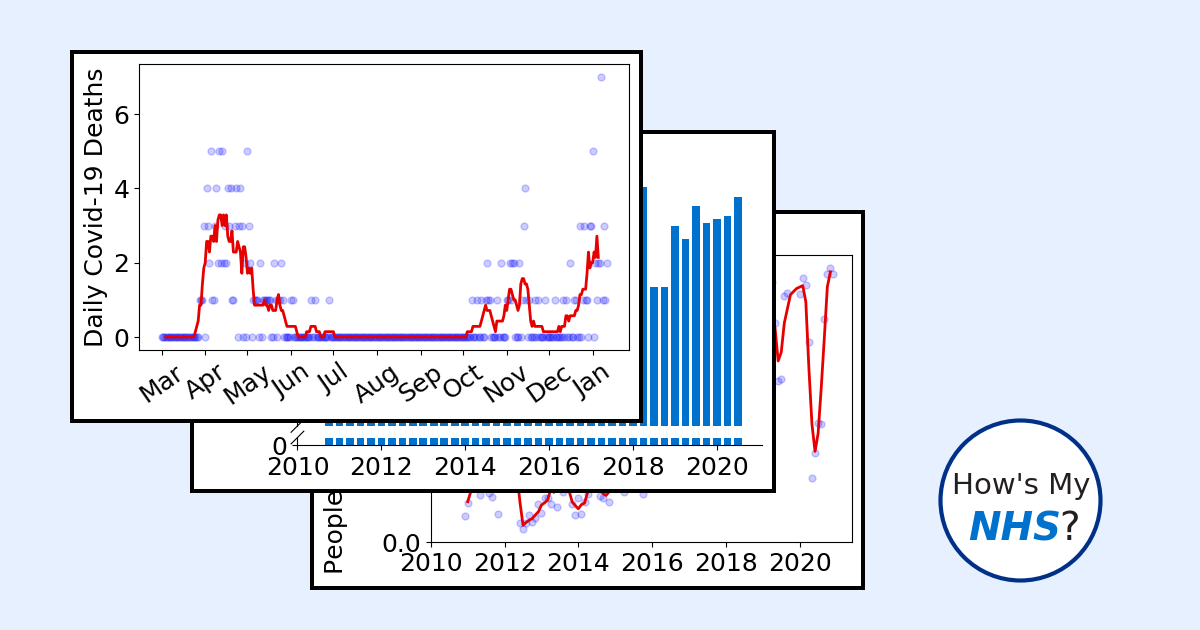 Daily Covid-19 Deaths
6
4
2
0
Mar Apr May Jun Jul Aug Sep Oct Nov Dec Jan
0
2010 2012 2014 2016 2018 2020
People
0.0
2010 2012 2014 2016 2018 2020
How's My
NHS?